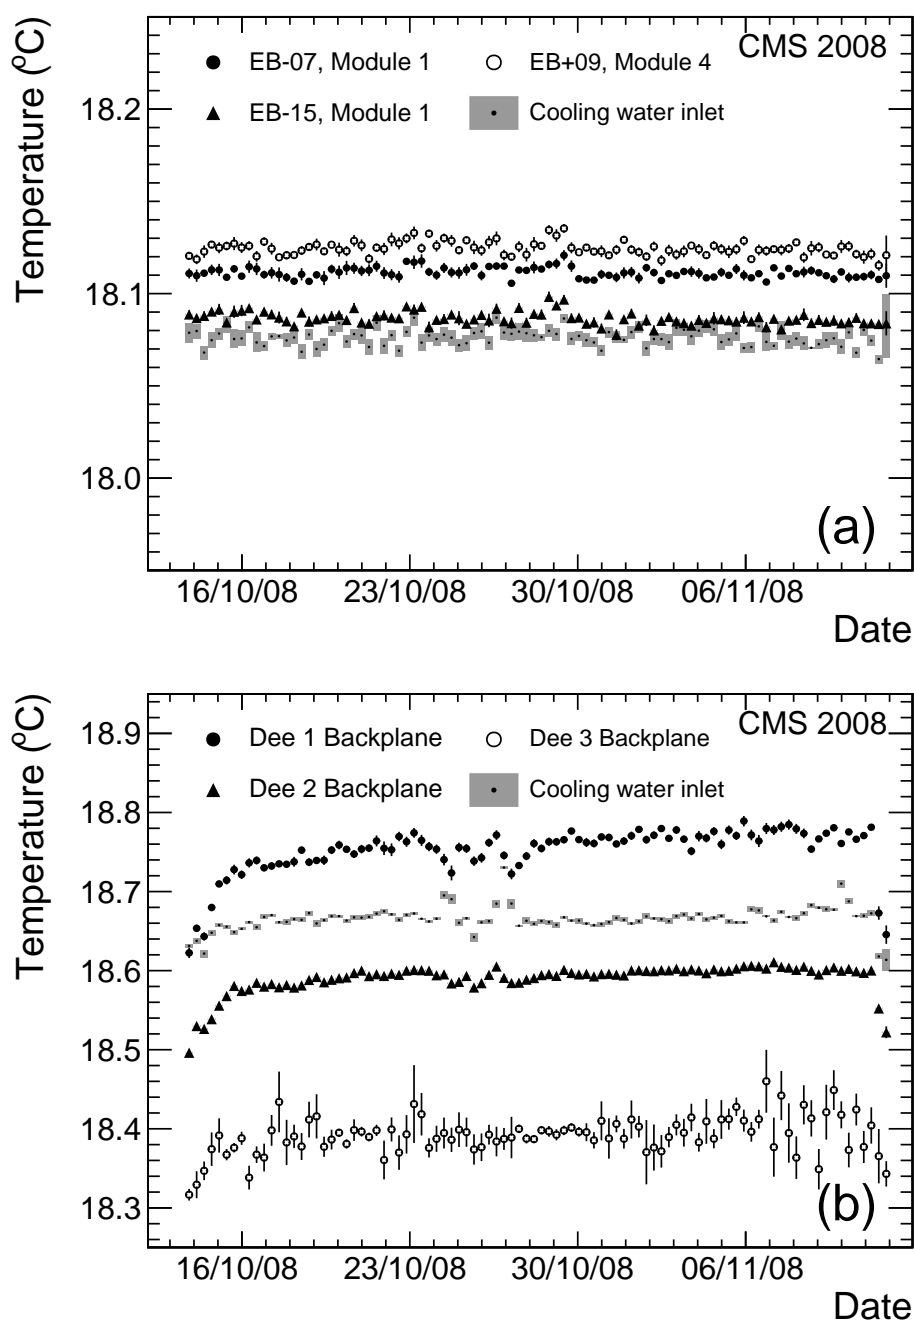 Temperature (ºC)
CMS 2008
EB-07, Module 1
EB+09, Module 4
EB-15, Module 1
Cooling water inlet
18.2
18.1
18.0
(a)
16/10/08
23/10/08
30/10/08
06/11/08
Date
Temperature (ºC)
CMS 2008
Dee 1 Backplane
Dee 3 Backplane
Dee 2 Backplane
Cooling water inlet
18.9
18.8
18.7
18.6
18.5
18.4
18.3
(b)
16/10/08
23/10/08
30/10/08
06/11/08
Date